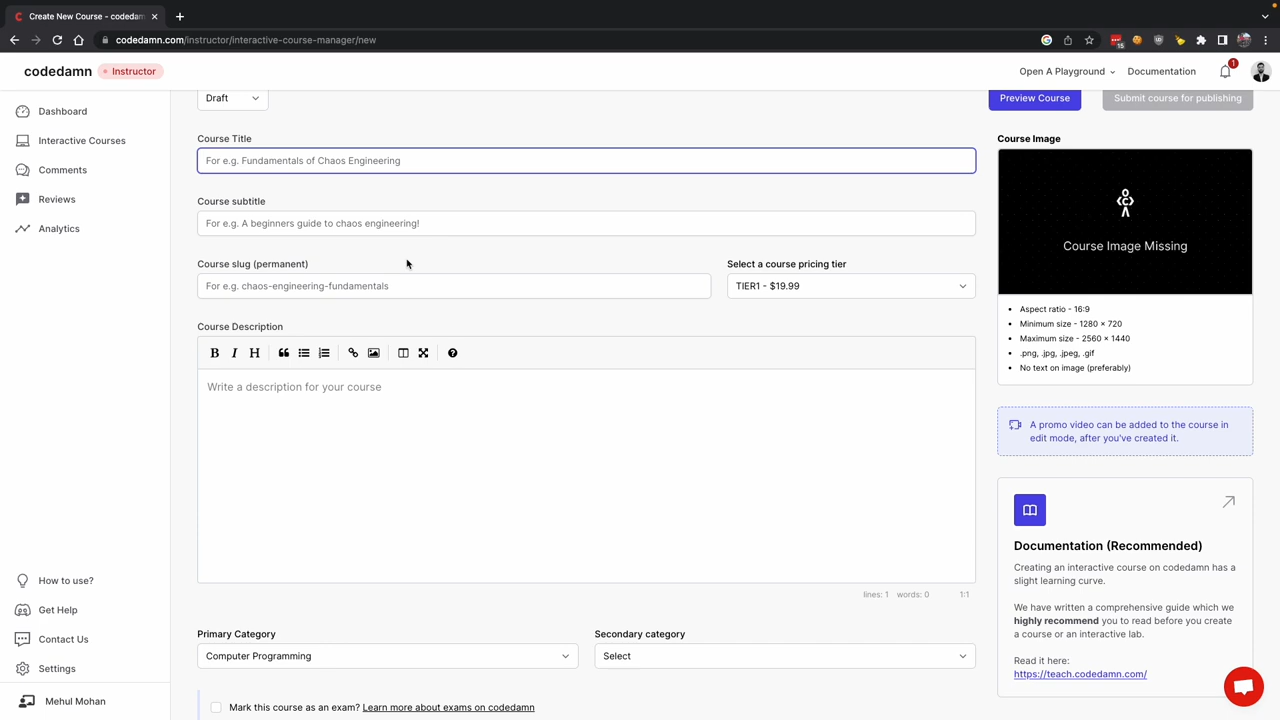 Create New Course - codedam
codedamn.com/instructor/interactive-course-manager/new
15
codedamn
Instructor
Open A Playground
Documentation
1
Dashboard
Interactive Courses
Comments
Reviews
Analytics
How to use?
Get Help
Contact Us
Settings
Mehul Mohan
Draft
Preview Course
Submit course for publishing
Course Title
For e.g. Fundamentals of Chaos Engineering
Course subtitle
For e.g. A beginners guide to chaos engineering!
Course slug (permanent)
For e.g. chaos-engineering-fundamentals
Select a course pricing tier
TIER1 - $19.99
Course Description
B I H
Write a description for your course
lines: 1 words: 0 1:1
Primary Category
Computer Programming
Secondary category
Select
Mark this course as an exam? Learn more about exams on codedamn
Course Image
Course Image Missing
Aspect ratio - 16:9
Minimum size - 1280 × 720
Maximum size - 2560 × 1440
.png, .jpg, .jpeg, .gif
No text on image (preferably)
A promo video can be added to the course in
edit mode, after you've created it.
Documentation (Recommended)
Creating an interactive course on codedamn has a
slight learning curve.
We have written a comprehensive guide which we
highly recommend you to read before you create
a course or an interactive lab.
Read it here:
https://teach.codedamn.com/